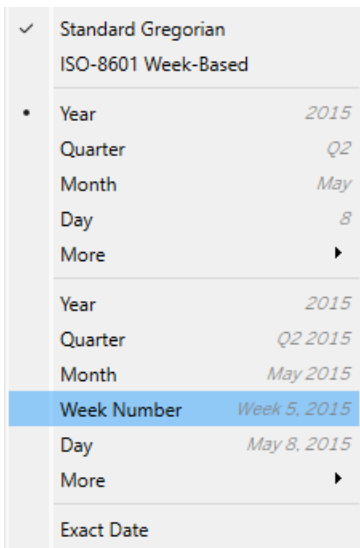 Standard Gregorian
ISO-8601 Week-Based
Year 2015
Quarter Q2
Month May
Day 8
More
Year 2015
Quarter Q2 2015
Month May 2015
Week Number Week 5, 2015
Day May 8, 2015
More
Exact Date